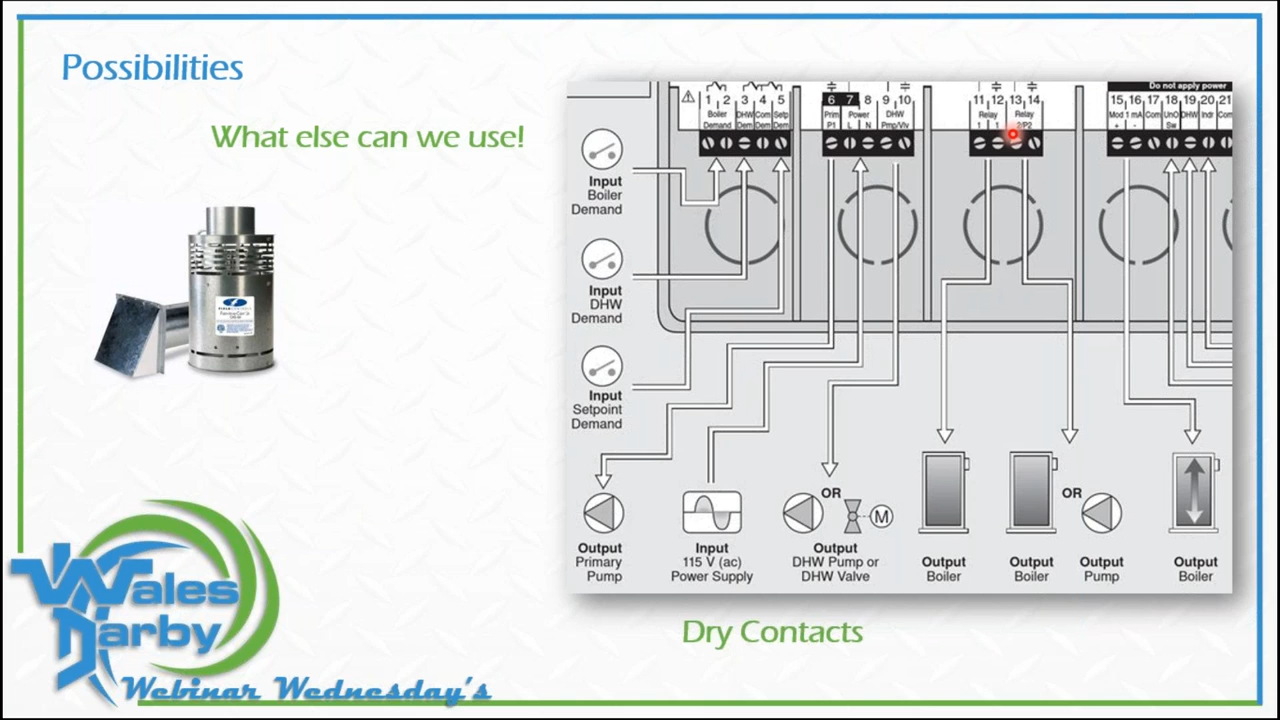 Possibilities
What else can we use!
Do not apply power
1 2 3 4 5
Boiler DHW Com Setp
Demand Dem Dem Dem
6 7 8 9 10
Prim Power DHW
P1 L N Pmp/Vlv
11 12 13 14
Relay Relay
15 16 17 18 19 20 21
Mod 1 mA Com UnO DHW Indr Com
+ - Sw
Input
Boiler
Demand
Input
DHW
Demand
Input
Setpoint
Demand
OR
OR
M
Output
Primary
Pump
Input
115 V (ac)
Power Supply
Output
DHW Pump or
DHW Valve
Output
Boiler
Output
Boiler
Output
Pump
Output
Boiler
Dry Contacts
Wales
Darby
Webinar Wednesday's